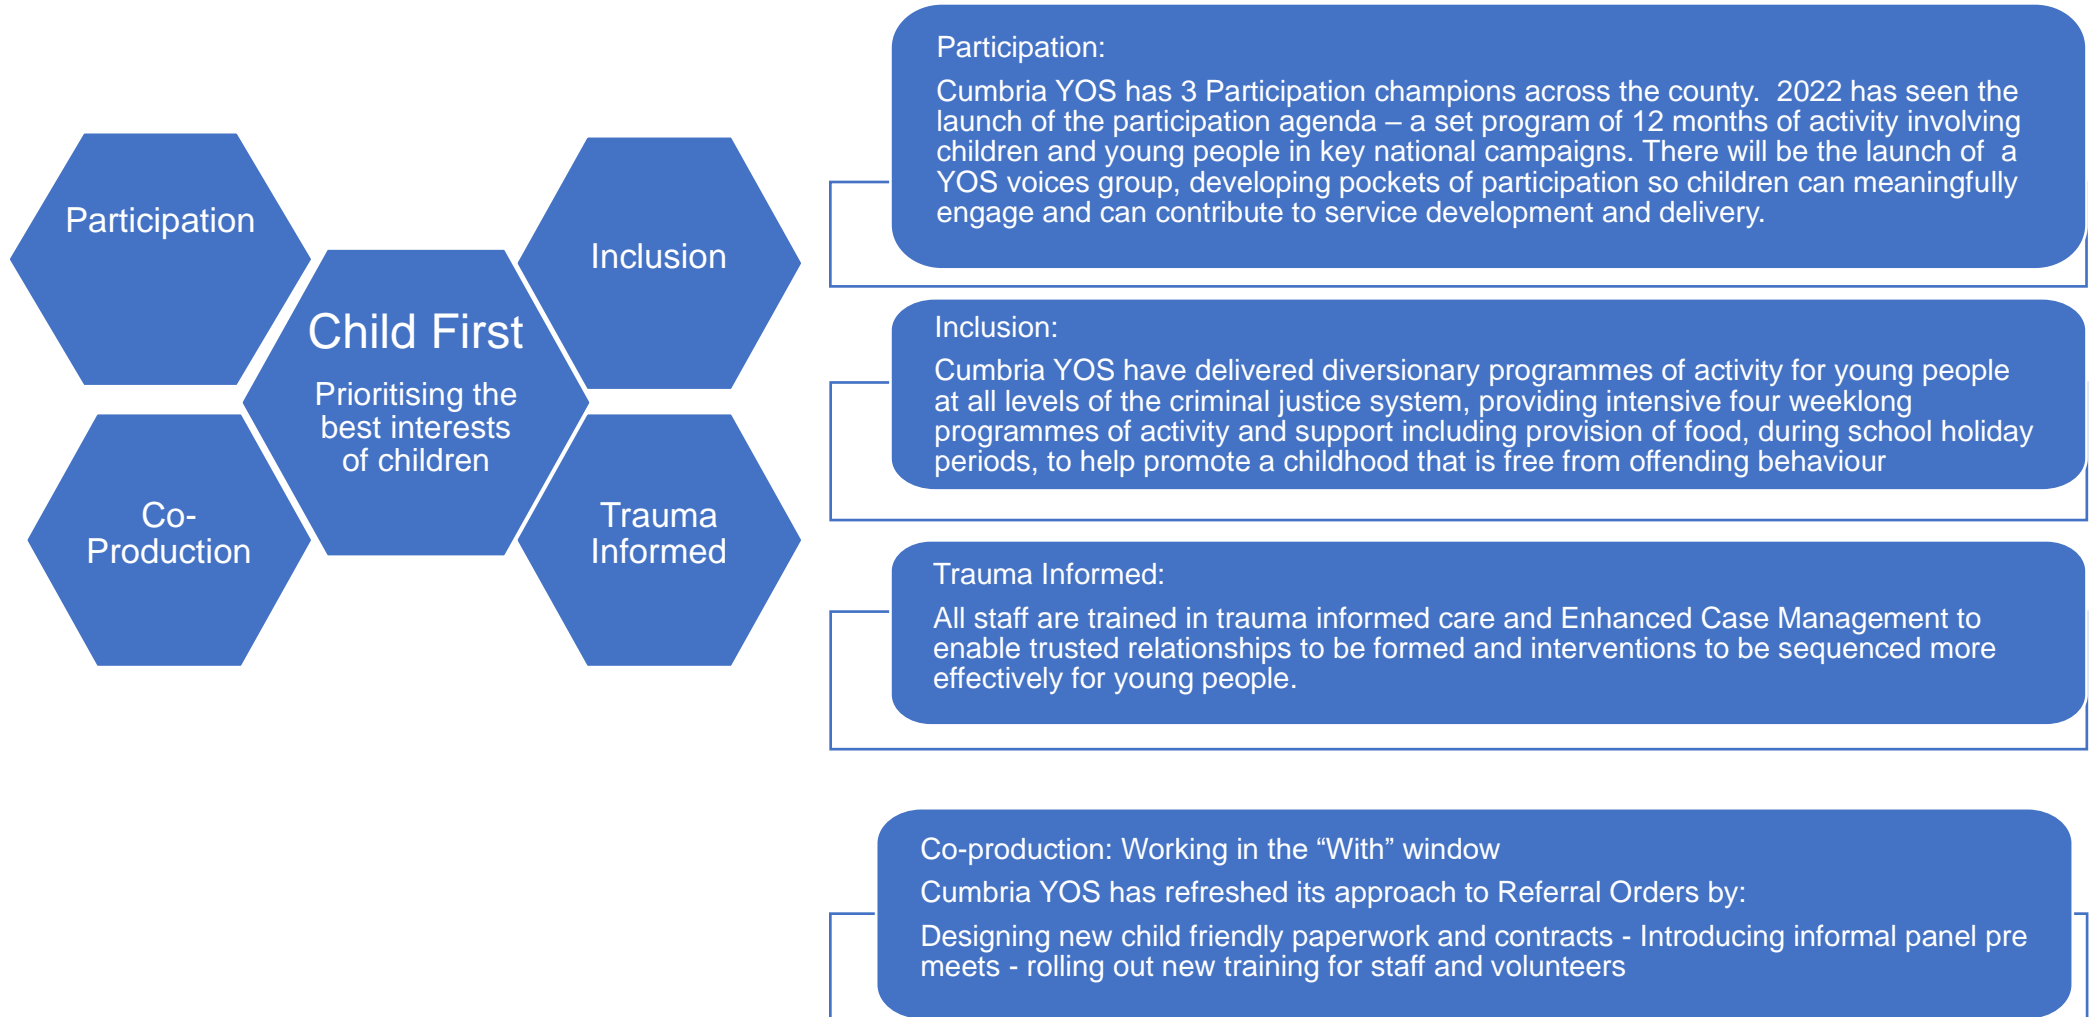 Participation
Inclusion
Child First
Prioritising the
best interests
of children
Co-
Production
Trauma
Informed
Participation:
Cumbria YOS has 3 Participation champions across the county.  2022 has seen the
launch of the participation agenda – a set program of 12 months of activity involving
children and young people in key national campaigns. There will be the launch of  a
YOS voices group, developing pockets of participation so children can meaningfully
engage and can contribute to service development and delivery.
Inclusion:
Cumbria YOS have delivered diversionary programmes of activity for young people
at all levels of the criminal justice system, providing intensive four weeklong
programmes of activity and support including provision of food, during school holiday
periods, to help promote a childhood that is free from offending behaviour
Trauma Informed:
All staff are trained in trauma informed care and Enhanced Case Management to
enable trusted relationships to be formed and interventions to be sequenced more
effectively for young people.
Co-production: Working in the “With” window
Cumbria YOS has refreshed its approach to Referral Orders by:
Designing new child friendly paperwork and contracts - Introducing informal panel pre
meets - rolling out new training for staff and volunteers